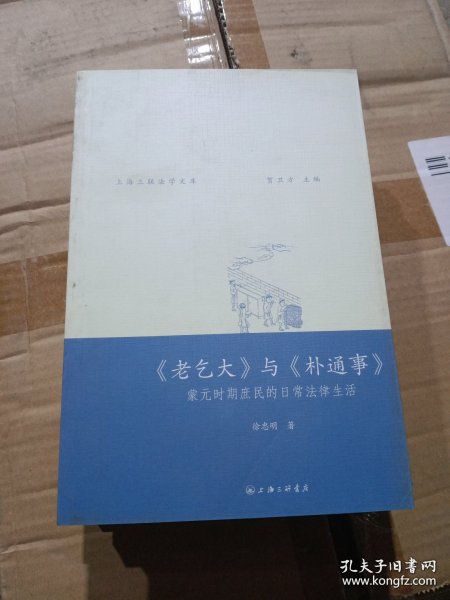 上海三联法学文库 贺卫方 主编
《老乞大》与《朴通事》
蒙元时期庶民的日常法律生活
徐忠明 著
上海三联书店
孔夫子旧书网
www.kongfz.com